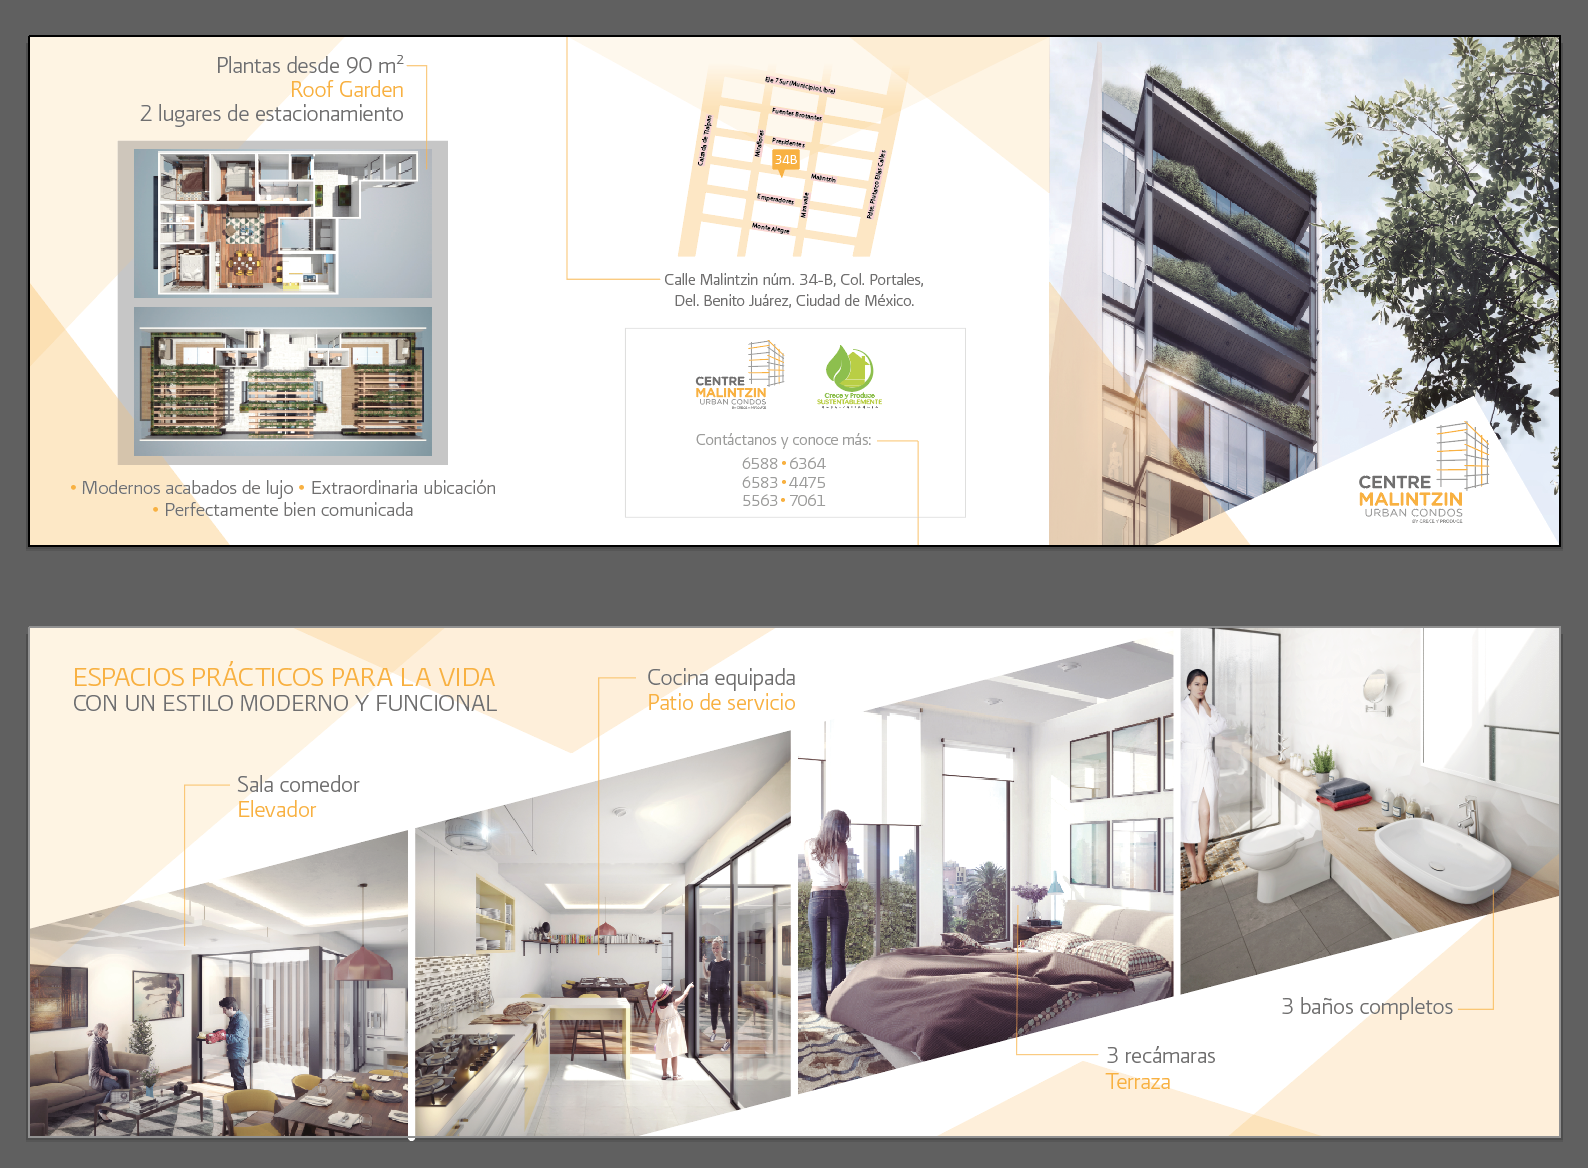 Plantas desde 90 m²
Roof Garden
2 lugares de estacionamiento
• Modernos acabados de lujo • Extraordinaria ubicación
• Perfectamente bien comunicada
Eje 7 Sur (Municipio Libre)
Fuentes Brotantes
Calzada de Tlalpan
Miraflores
Presidentes
34B
Malintzin
Pdte. Plutarco Elías Calles
Emperadores
Miravalle
Monte Alegre
Calle Malintzin núm. 34-B, Col. Portales,
Del. Benito Juárez, Ciudad de México.
CENTRE
MALINTZIN
URBAN CONDOS
BY CRECE Y PRODUCE
Crece y Produce
SUSTENTABLEMENTE
Contáctanos y conoce más:
6588 • 6364
6583 • 4475
5563 • 7061
CENTRE
MALINTZIN
URBAN CONDOS
BY CRECE Y PRODUCE
ESPACIOS PRÁCTICOS PARA LA VIDA
CON UN ESTILO MODERNO Y FUNCIONAL
Sala comedor
Elevador
Cocina equipada
Patio de servicio
3 recámaras
Terraza
3 baños completos